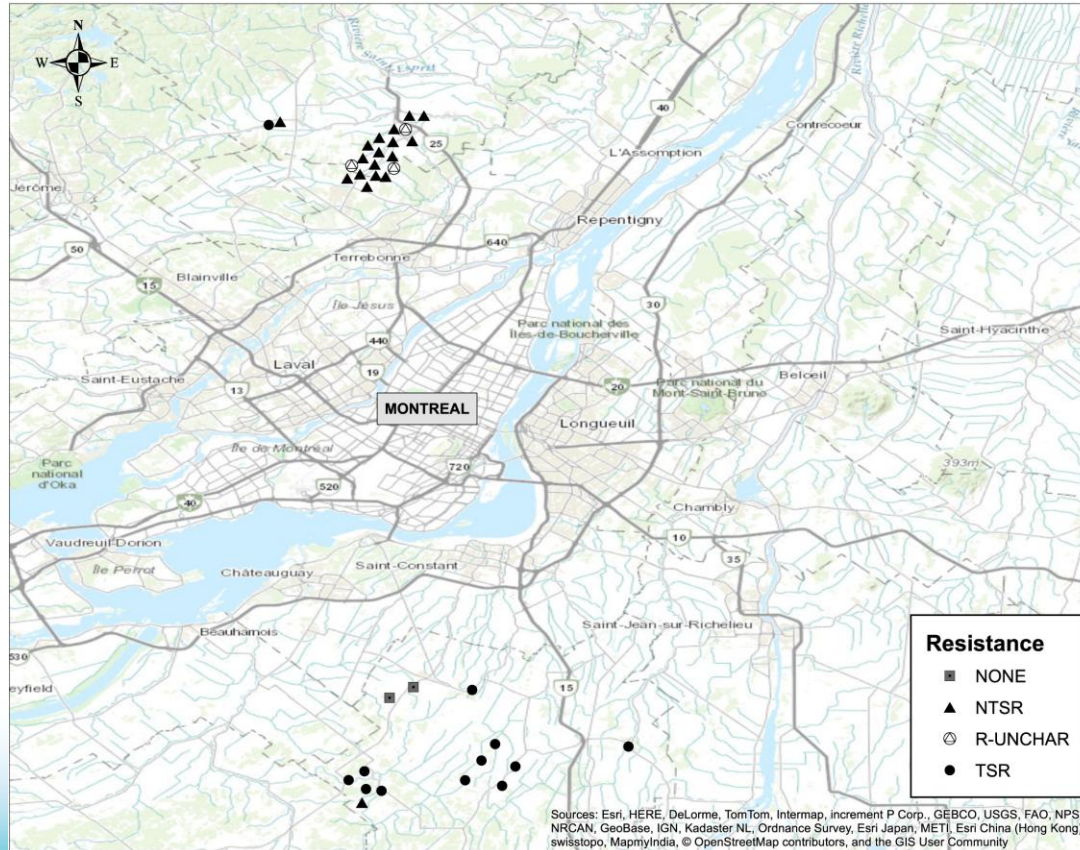 N
W E
S
Rivière Saint-Esprit
Rivière Richelieu
40
Contrecoeur
25
L'Assomption
Jérôme
Repentigny
50
640
Terrebonne
Blainville
15
Île Jésus
30
Parc national des
Îles-de-Boucherville
Saint-Hyacinthe
440
Laval
19
Saint-Eustache
13
20
Parc national du
Mont-Saint-Bruno
Beloeil
MONTREAL
Longueuil
Île de Montréal
Parc
national
d'Oka
720
393m
520
40
Chambly
Vaudreuil-Dorion
10
Île Perrot
Châteauguay
Saint-Constant
35
Beauharnois
Saint-Jean-sur-Richelieu
530
eyfield
15
Resistance
NONE
NTSR
R-UNCHAR
TSR
Sources: Esri, HERE, DeLorme, TomTom, Intermap, increment P Corp., GEBCO, USGS, FAO, NPS
NRCAN, GeoBase, IGN, Kadaster NL, Ordnance Survey, Esri Japan, METI, Esri China (Hong Kong)
swisstopo, MapmyIndia, © OpenStreetMap contributors, and the GIS User Community